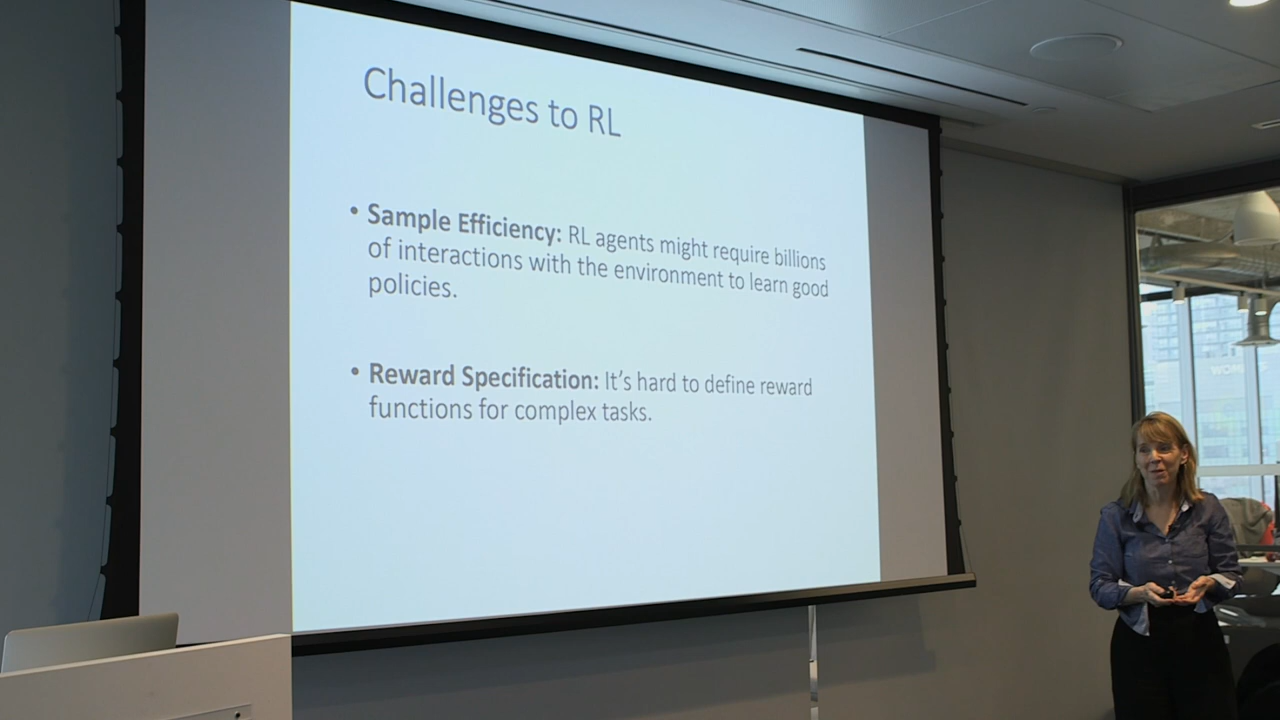 Challenges to RL
• Sample Efficiency: RL agents might require billions
of interactions with the environment to learn good
policies.
• Reward Specification: It's hard to define reward
functions for complex tasks.